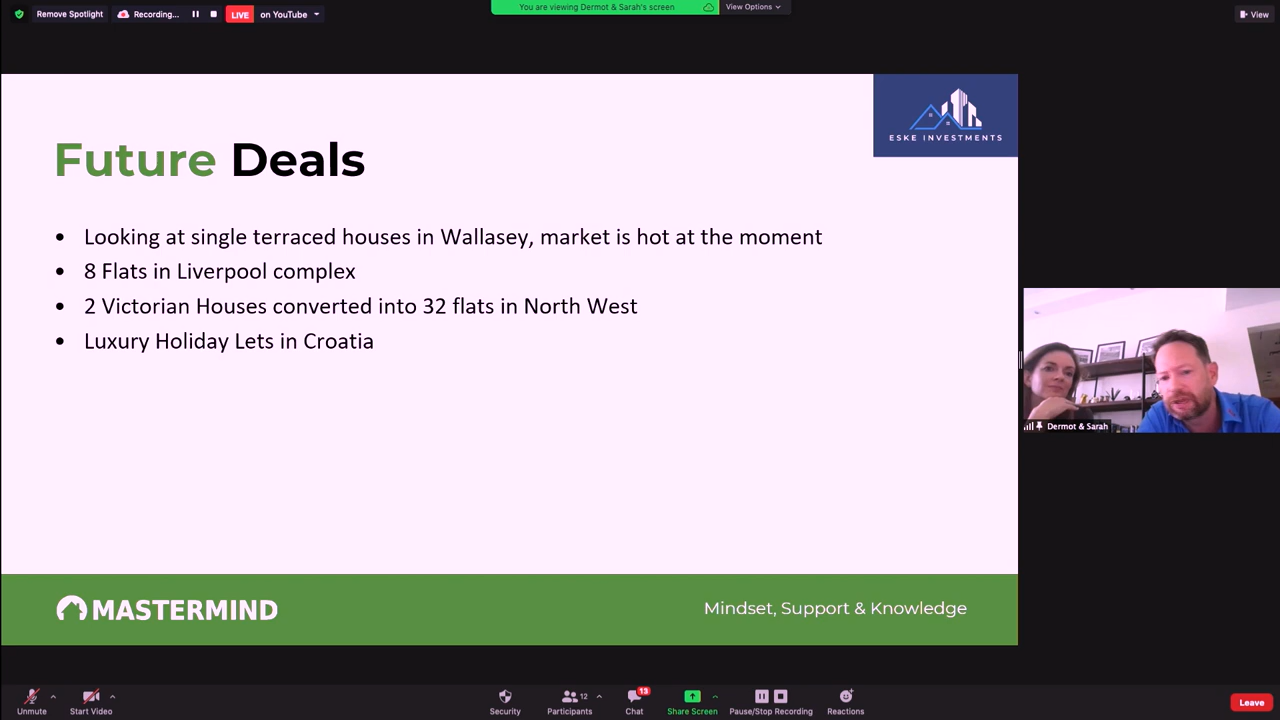 Remove Spotlight
Recording...
LIVE
on YouTube
You are viewing Dermot & Sarah's screen
View Options
View
ESKE INVESTMENTS
Future Deals
• Looking at single terraced houses in Wallasey, market is hot at the moment
• 8 Flats in Liverpool complex
• 2 Victorian Houses converted into 32 flats in North West
• Luxury Holiday Lets in Croatia
Dermot & Sarah
MASTERMIND
Mindset, Support & Knowledge
Unmute
Start Video
Security
12
Participants
13
Chat
Share Screen
Pause/Stop Recording
Reactions
Leave